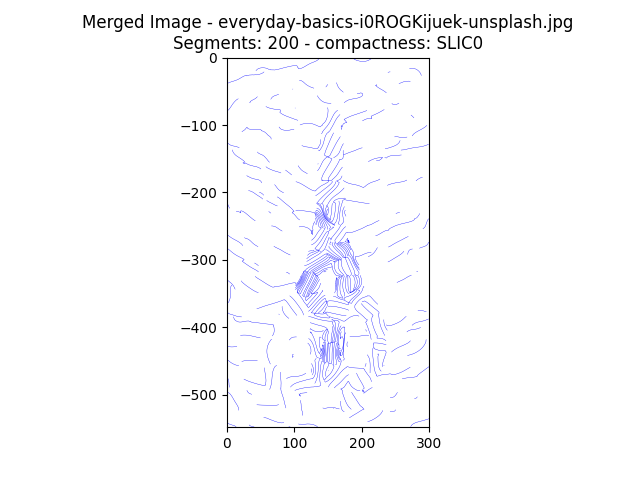 Merged Image - everyday-basics-i0ROGKijuek-unsplash.jpg
Segments: 200 - compactness: SLIC0
0
−100
−200
−300
−400
−500
0 100 200 300